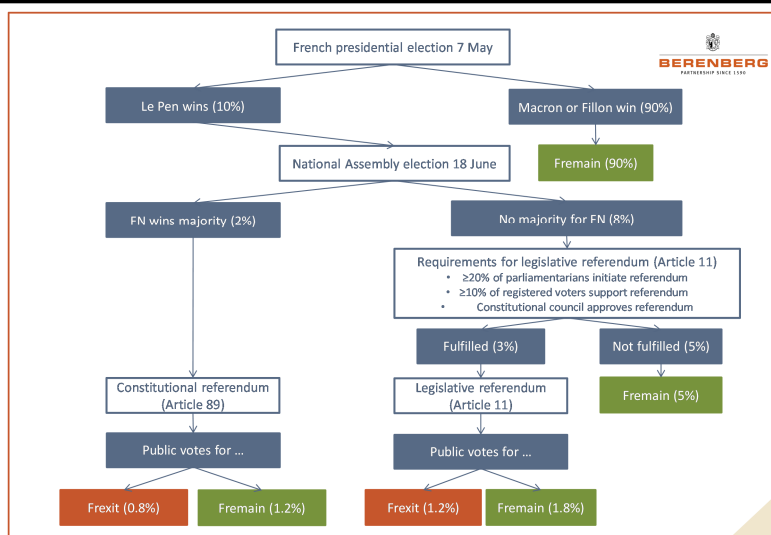 French presidential election 7 May
BERENBERG
PARTNERSHIP SINCE 1590
Le Pen wins (10%)
Macron or Fillon win (90%)
National Assembly election 18 June
Fremain (90%)
FN wins majority (2%)
No majority for FN (8%)
Requirements for legislative referendum (Article 11)
• ≥20% of parliamentarians initiate referendum
• ≥10% of registered voters support referendum
• Constitutional council approves referendum
Fulfilled (3%)
Not fulfilled (5%)
Constitutional referendum
(Article 89)
Legislative referendum
(Article 11)
Fremain (5%)
Public votes for ...
Public votes for ...
Frexit (0.8%)
Fremain (1.2%)
Frexit (1.2%)
Fremain (1.8%)